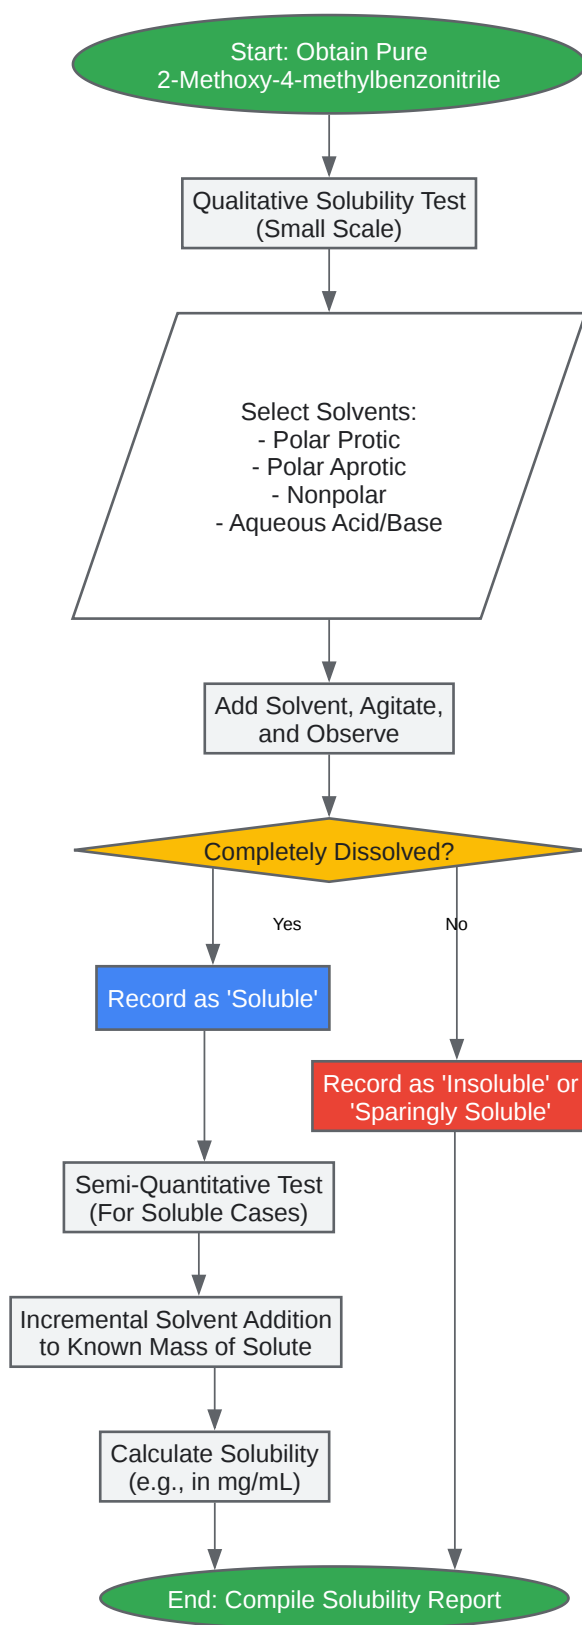 Start: Obtain Pure
2-Methoxy-4-methylbenzonitrile
Qualitative Solubility Test
(Small Scale)
Select Solvents:
- Polar Protic
- Polar Aprotic
- Nonpolar
- Aqueous Acid/Base
Add Solvent, Agitate,
and Observe
Completely Dissolved?
Yes
No
Record as 'Soluble'
Record as 'Insoluble' or
'Sparingly Soluble'
Semi-Quantitative Test
(For Soluble Cases)
Incremental Solvent Addition
to Known Mass of Solute
Calculate Solubility
(e.g., in mg/mL)
End: Compile Solubility Report